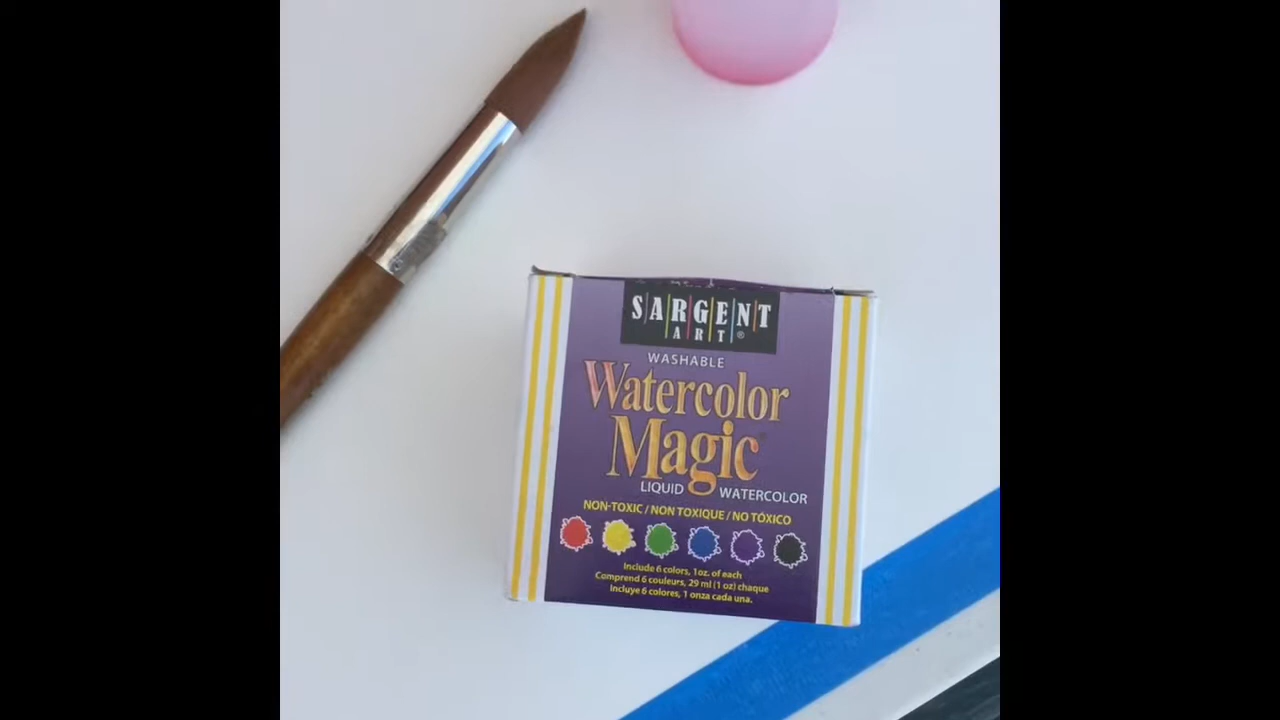 SARGENT
ART®
WASHABLE
Watercolor
Magic
LIQUID WATERCOLOR
NON-TOXIC / NON TOXIQUE / NO TÓXICO
Include 6 colors, 1oz. of each
Comprend 6 couleurs, 29 ml (1 oz) chaque
Incluye 6 colores, 1 onza cada una.